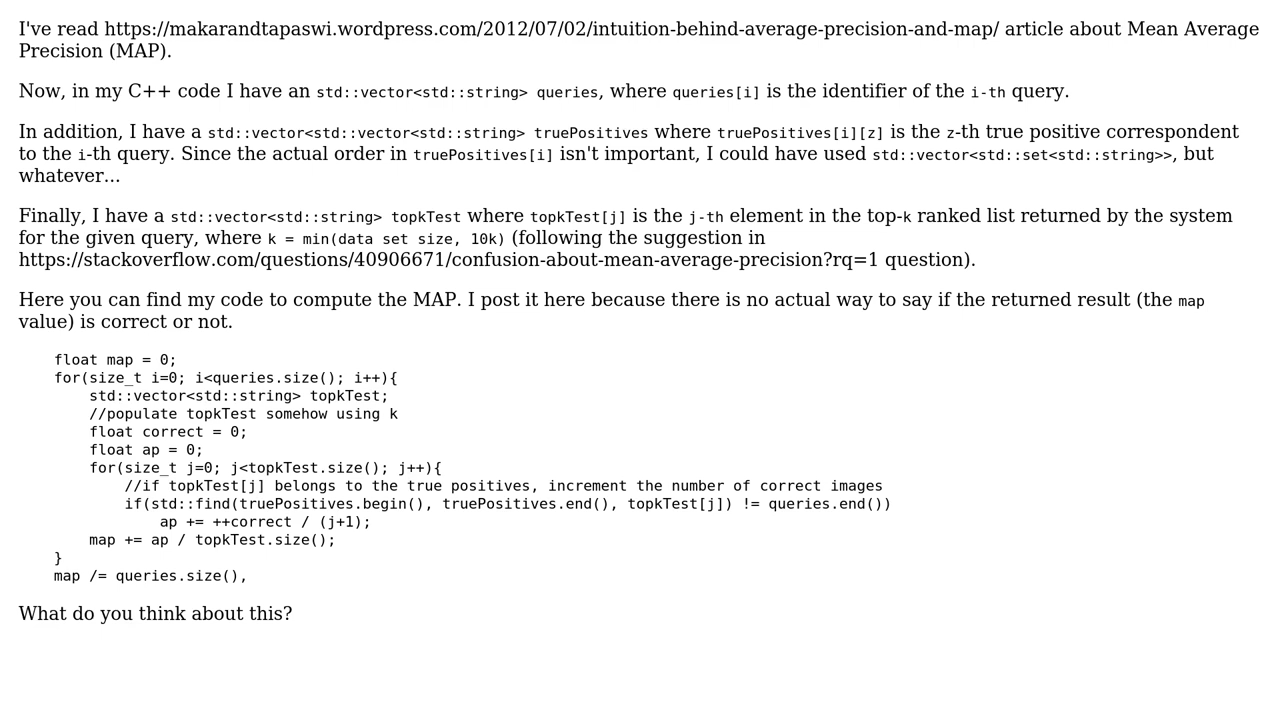 I've read https://makarandtapaswi.wordpress.com/2012/07/02/intuition-behind-average-precision-and-map/ article about Mean Average
Precision (MAP).
Now, in my C++ code I have an std::vector<std::string> queries, where queries[i] is the identifier of the i-th query.
In addition, I have a std::vector<std::vector<std::string> truePositives where truePositives[i][z] is the z-th true positive correspondent
to the i-th query. Since the actual order in truePositives[i] isn't important, I could have used std::vector<std::set<std::string>>, but
whatever...
Finally, I have a std::vector<std::string> topkTest where topkTest[j] is the j-th element in the top-k ranked list returned by the system
for the given query, where k = min(data set size, 10k) (following the suggestion in
https://stackoverflow.com/questions/40906671/confusion-about-mean-average-precision?rq=1 question).
Here you can find my code to compute the MAP. I post it here because there is no actual way to say if the returned result (the map
value) is correct or not.
float map = 0;
for(size_t i=0; i<queries.size(); i++){
std::vector<std::string> topkTest;
//populate topkTest somehow using k
float correct = 0;
float ap = 0;
for(size_t j=0; j<topkTest.size(); j++){
//if topkTest[j] belongs to the true positives, increment the number of correct images
if(std::find(truePositives.begin(), truePositives.end(), topkTest[j]) != queries.end())
ap += ++correct / (j+1);
map += ap / topkTest.size();
}
map /= queries.size(),
What do you think about this?